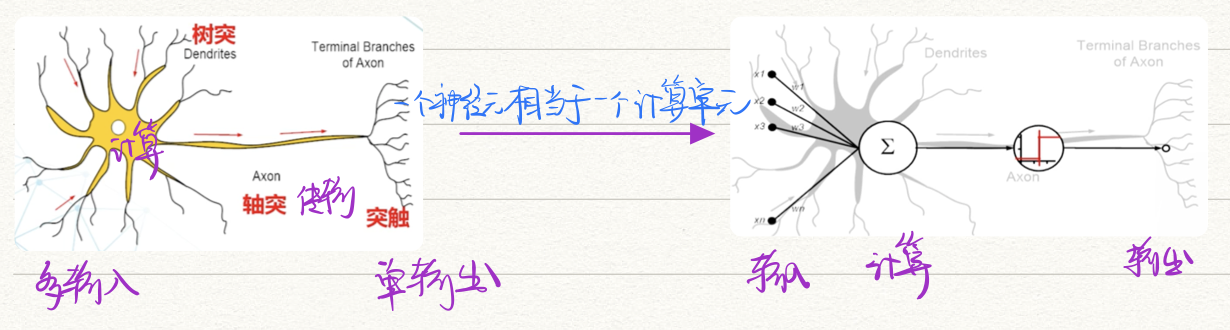 树突
Dendrites
Terminal Branches
of Axon
计算
Axon
轴突
传输
突触
多输入
单输出
一个神经元相当于一个计算单元
Dendrites
Terminal Branches
of Axon
x1
w1
x2
w2
x3
w3
Σ
Axon
xn
wn
输入
计算
输出